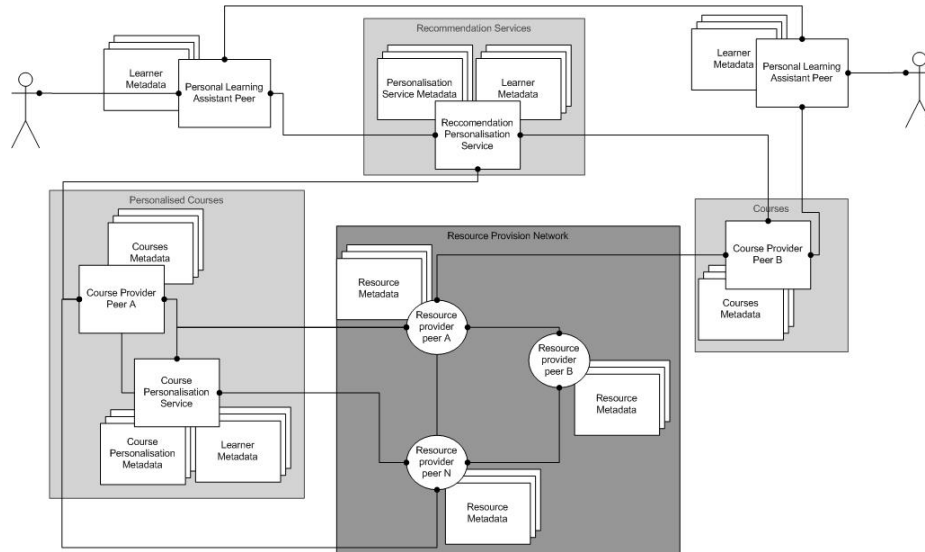 Recommendation Services
Learner
Metadata
Personal Learning
Assistant Peer
Personalisation
Service Metadata
Learner
Metadata
Reccomendation
Personalisation
Service
Learner
Metadata
Personal Learning
Assistant Peer
Personalised Courses
Courses
Metadata
Course Provider
Peer A
Course
Personalisation
Service
Course
Personalisation
Metadata
Learner
Metadata
Resource Provision Network
Resource
Metadata
Resource
provider
peer A
Resource
provider
peer B
Resource
Metadata
Resource
provider
peer N
Resource
Metadata
Courses
Course Provider
Peer B
Courses
Metadata